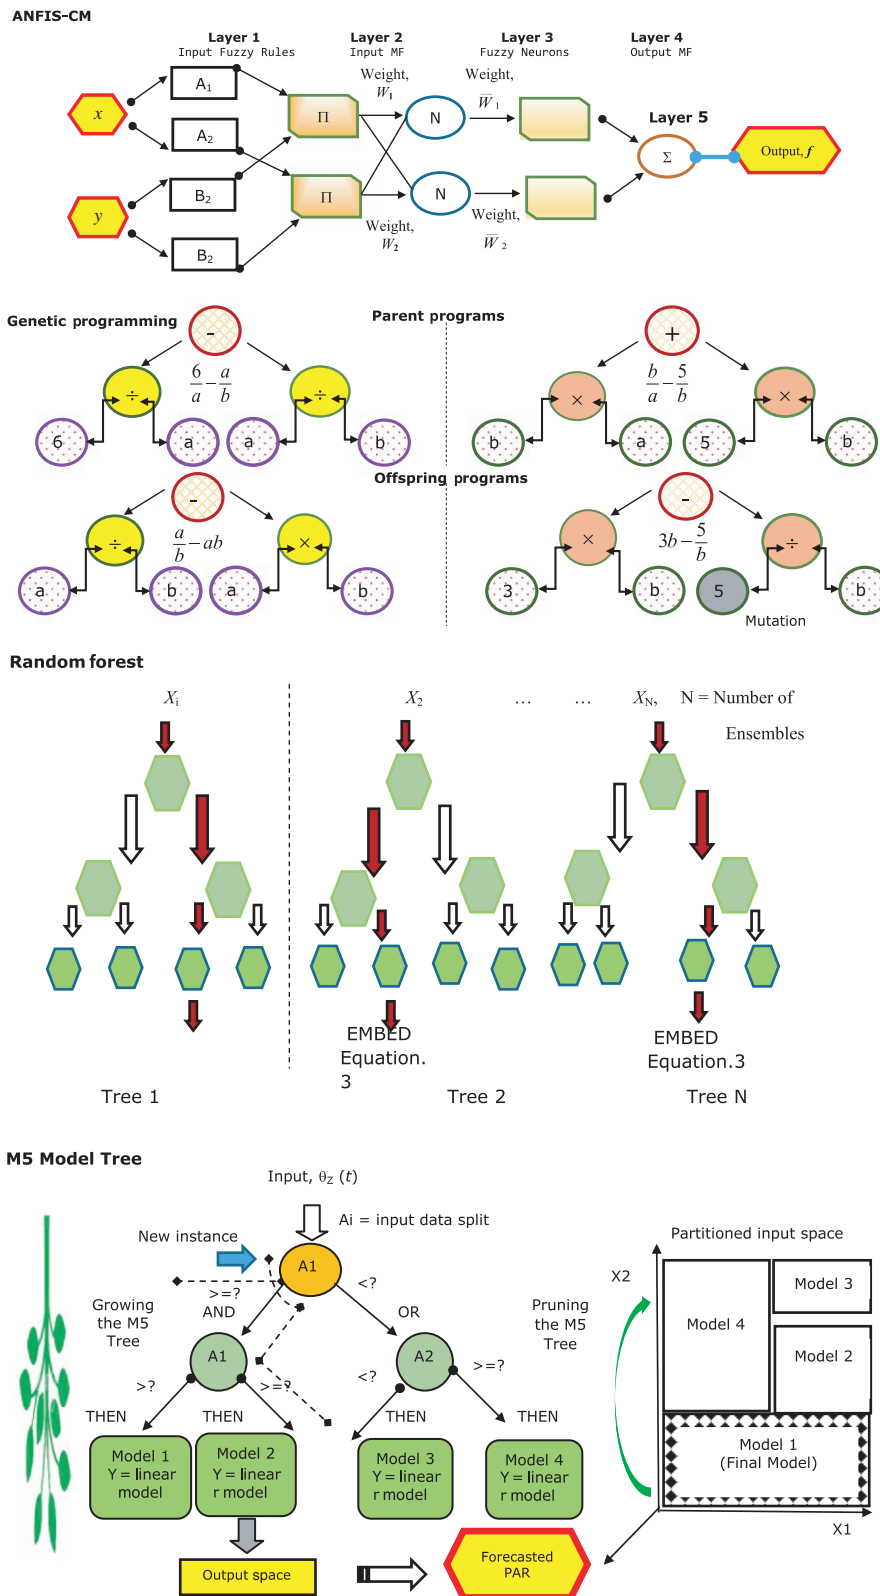 ANFIS-CM
Layer 1
Input Fuzzy Rules
Layer 2
Input MF
Layer 3
Fuzzy Neurons
Layer 4
Output MF
x
A1
A2
y
B2
B2
Π
Π
Weight,
W1
Weight,
W2
N
N
Weight,
W̿ 1
Weight,
W̿ 2
Layer 5
Σ
Output, f
Genetic programming
Parent programs
-
÷
6/a − a/b
÷
6
a
a
b
+
×
b/a − 5/b
×
b
a
5
b
Offspring programs
-
÷
a/b − ab
×
a
b
a
b
-
×
3b − 5/b
÷
3
b
5
b
Mutation
Random forest
Xi
X2
...
...
XN,
N = Number of
Ensembles
EMBED
Equation.
3
EMBED
Equation.3
Tree 1
Tree 2
Tree N
M5 Model Tree
Input, θZ (t)
Ai = input data split
New instance
A1
>=?
<?
Growing
the M5
Tree
AND
OR
Pruning
the M5
Tree
A1
A2
>?
>=?
<?
>=?
THEN
THEN
THEN
THEN
Model 1
Y = linear
model
Model 2
Y = linear
r model
Model 3
Y = linear
r model
Model 4
Y = linear
r model
Output space
Forecasted
PAR
Partitioned input space
X2
Model 4
Model 3
Model 2
Model 1
(Final Model)
X1